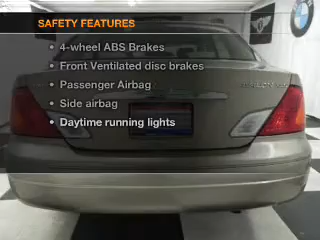 SAFETY FEATURES
4-wheel ABS Brakes
Front Ventilated disc brakes
Passenger Airbag
Side airbag
Daytime running lights